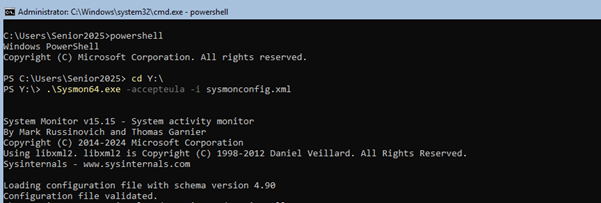 Administrator: C:\Windows\system32\cmd.exe - powershell
C:\Users\Senior2025>powershell
Windows PowerShell
Copyright (C) Microsoft Corporation. All rights reserved.
PS C:\Users\Senior2025> cd Y:\
PS Y:\> .\Sysmon64.exe -accepteula -i sysmonconfig.xml
System Monitor v15.15 - System activity monitor
By Mark Russinovich and Thomas Garnier
Copyright (C) 2014-2024 Microsoft Corporation
Using libxml2. libxml2 is Copyright (C) 1998-2012 Daniel Veillard. All Rights Reserved.
Sysinternals - www.sysinternals.com
Loading configuration file with schema version 4.90
Configuration file validated.